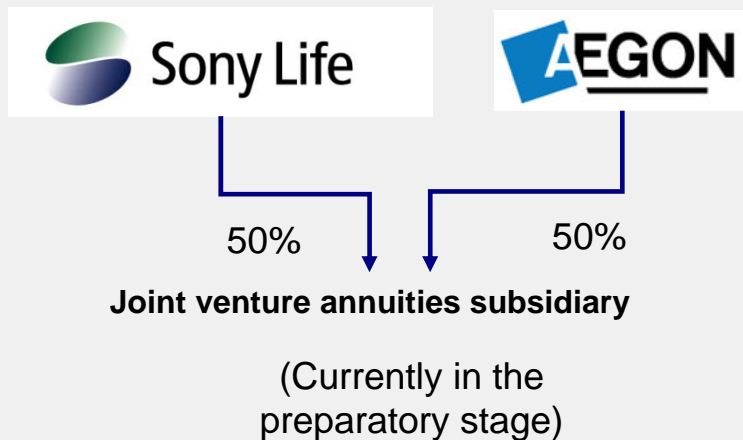 Sony Life
AEGON
50%
50%
Joint venture annuities subsidiary
(Currently in the
preparatory stage)